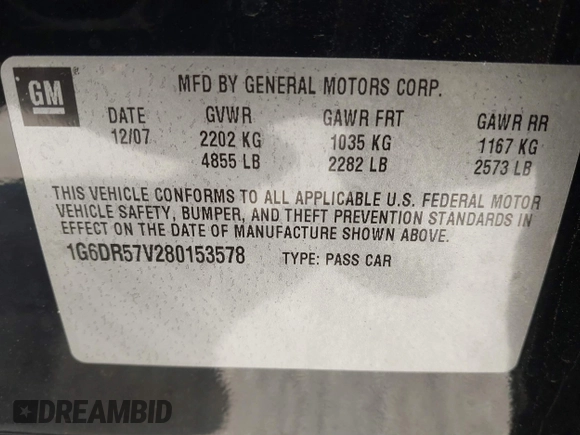 GM ®
MFD BY GENERAL MOTORS CORP.
DATE GVWR GAWR FRT GAWR RR
12/07 2202 KG 1035 KG 1167 KG
4855 LB 2282 LB 2573 LB
THIS VEHICLE CONFORMS TO ALL APPLICABLE U.S. FEDERAL MOTOR
VEHICLE SAFETY, BUMPER, AND THEFT PREVENTION STANDARDS IN
EFFECT ON THE DATE OF MANUFACTURE SHOWN ABOVE.
1G6DR57V280153578 TYPE: PASS CAR
DREAMBID